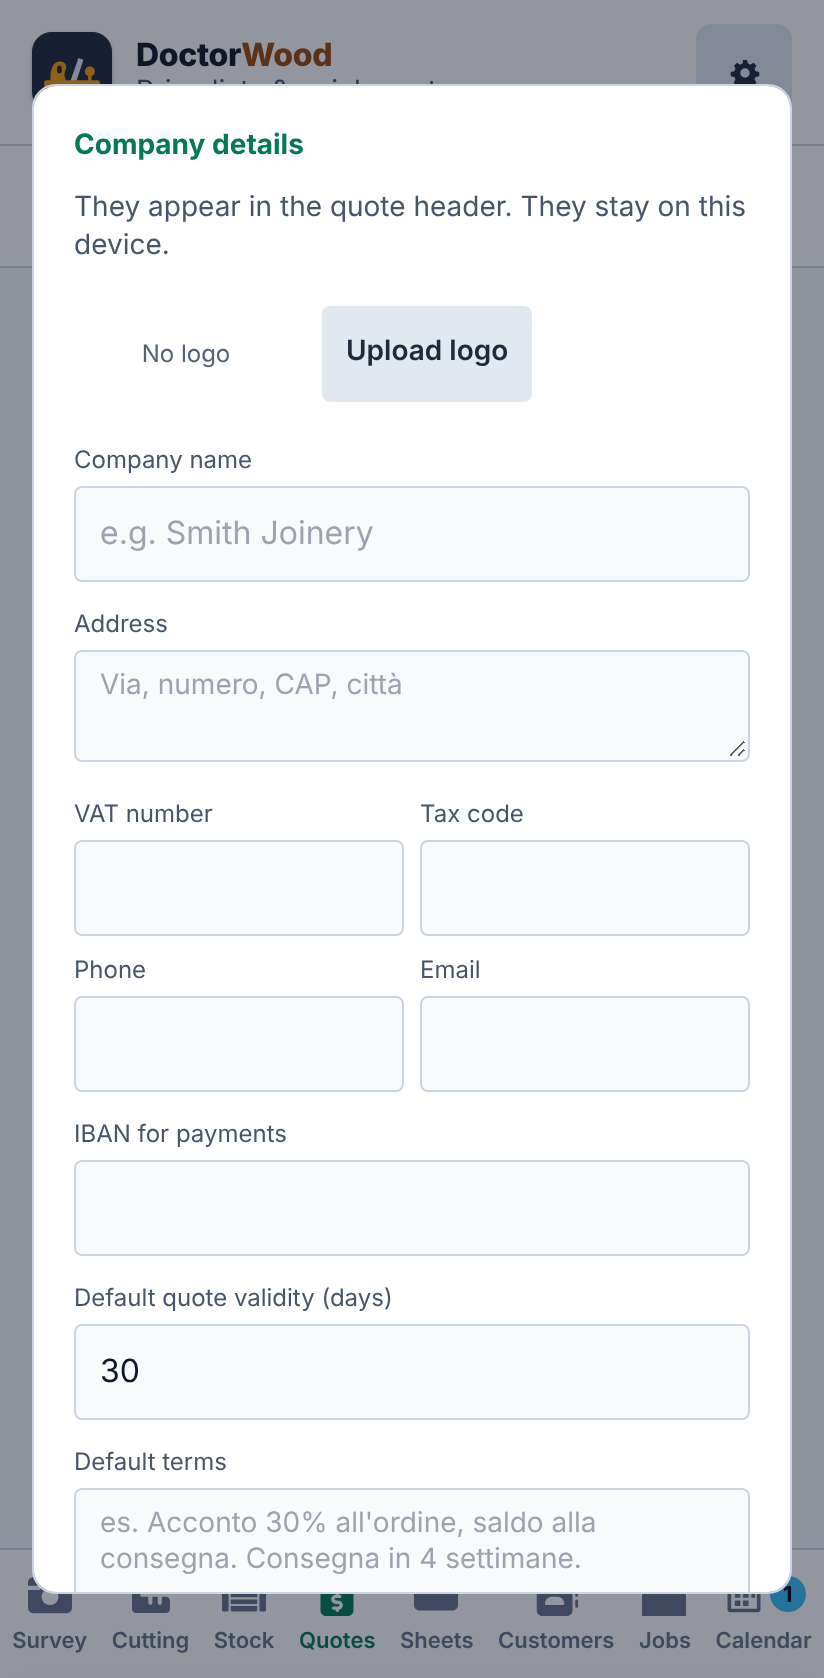 DoctorWood
Company details
They appear in the quote header. They stay on this
device.
No logo
Upload logo
Company name
e.g. Smith Joinery
Address
Via, numero, CAP, città
VAT number
Tax code
Phone
Email
IBAN for payments
Default quote validity (days)
30
Default terms
es. Acconto 30% all'ordine, saldo alla
consegna. Consegna in 4 settimane.
1
Survey
Cutting
Stock
Quotes
Sheets
Customers
Jobs
Calendar